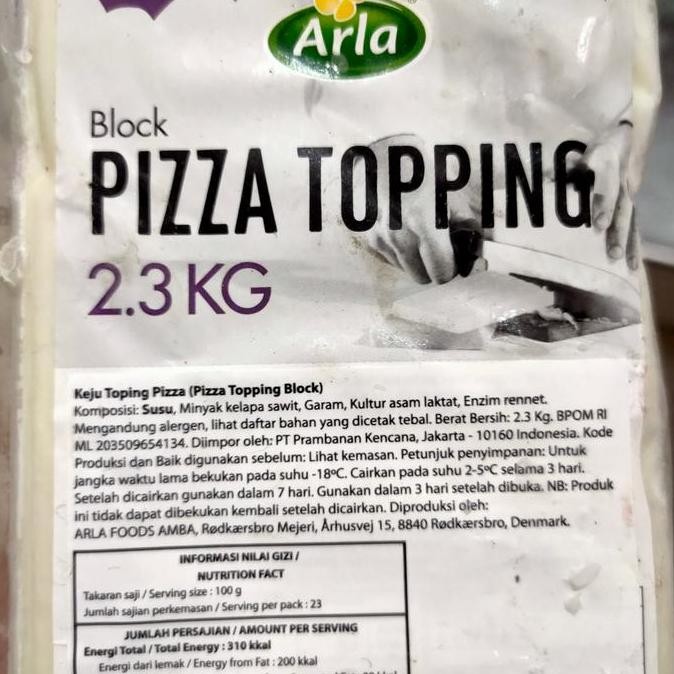 Arla
Block
PIZZA TOPPING
2.3 KG
Keju Toping Pizza (Pizza Topping Block)
Komposisi: Susu, Minyak kelapa sawit, Garam, Kultur asam laktat, Enzim rennet.
Mengandung alergen, lihat daftar bahan yang dicetak tebal. Berat Bersih: 2.3 Kg. BPOM RI
ML 203509654134. Diimpor oleh: PT Prambanan Kencana, Jakarta - 10160 Indonesia. Kode
Produksi dan Baik digunakan sebelum: Lihat kemasan. Petunjuk penyimpanan: Untuk
jangka waktu lama bekukan pada suhu -18ºC. Cairkan pada suhu 2-5ºC selama 3 hari.
Setelah dicairkan gunakan dalam 7 hari. Gunakan dalam 3 hari setelah dibuka. NB: Produk
ini tidak dapat dibekukan kembali setelah dicairkan. Diproduksi oleh:
ARLA FOODS AMBA, Rødkærsbro Mejeri, Århusvej 15, 8840 Rødkærsbro, Denmark.
INFORMASI NILAI GIZI /
NUTRITION FACT
Takaran saji / Serving size : 100 g
Jumlah sajian perkemasan / Serving per pack : 23
JUMLAH PERSAJIAN / AMOUNT PER SERVING
Energi Total / Total Energy : 310 kkal
Energi dari lemak / Energy from Fat : 200 kkal